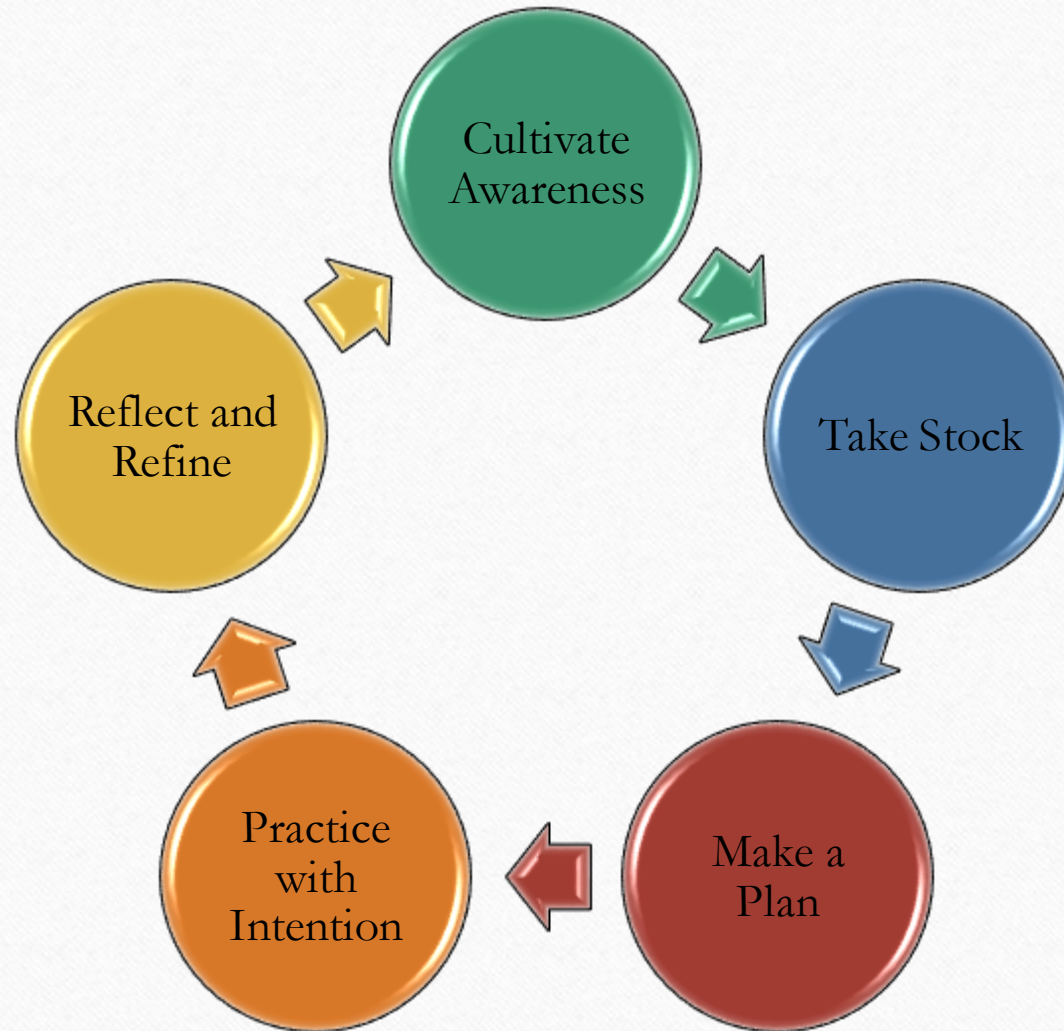 Cultivate
Awareness
Take Stock
Make a
Plan
Practice
with
Intention
Reflect and
Refine